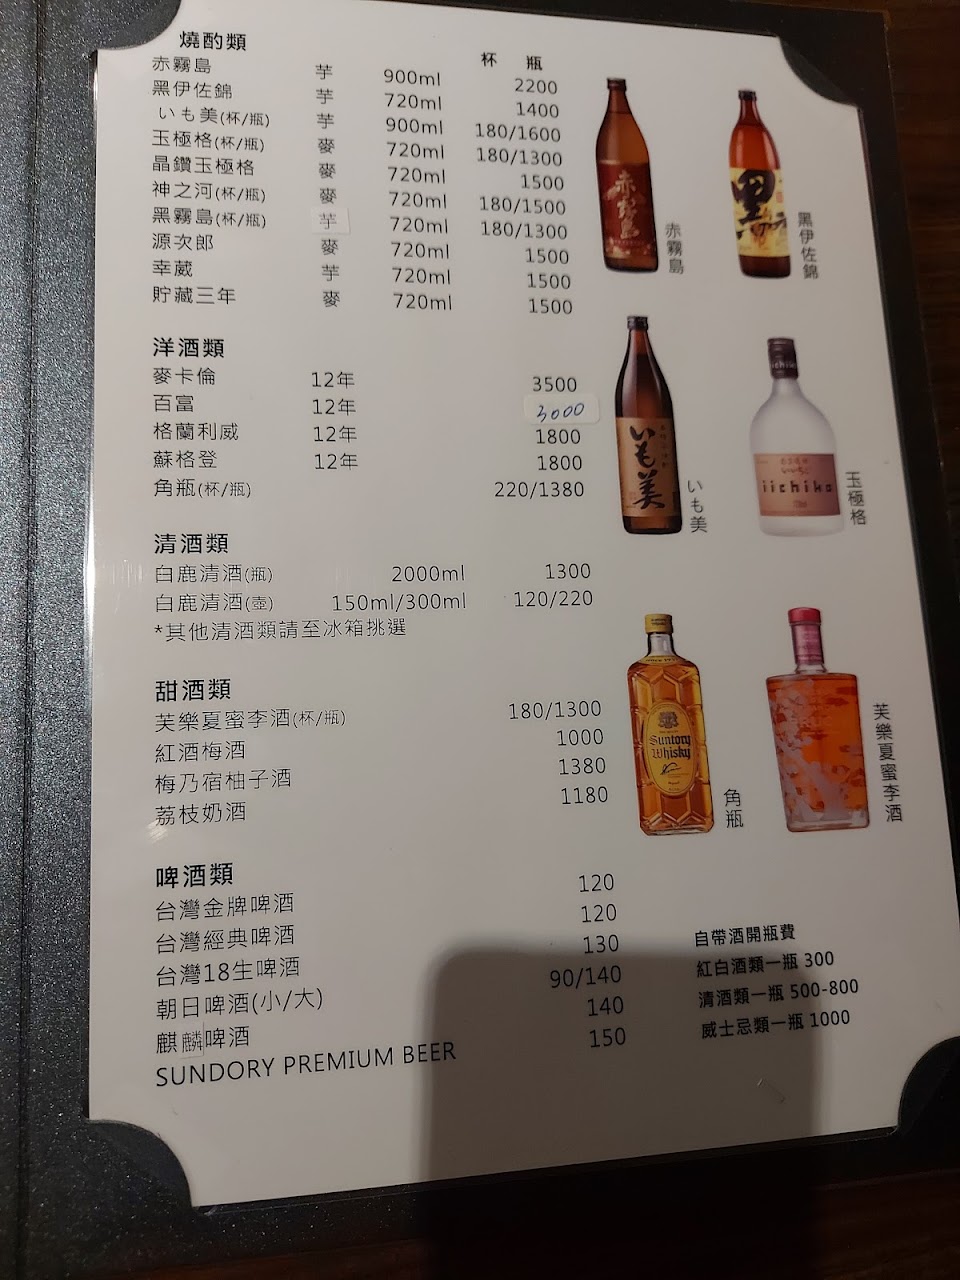 燒酌類 杯 瓶
赤霧島 芋 900ml 2200
黑伊佐錦 芋 720ml 1400
いも美(杯/瓶) 芋 900ml 180/1600
玉極格(杯/瓶) 麥 720ml 180/1300
晶鑽玉極格 麥 720ml 1500
神之河(杯/瓶) 麥 720ml 180/1500
黑霧島(杯/瓶) 芋 720ml 180/1300
源次郎 麥 720ml 1500
幸蔵 芋 720ml 1500
貯藏三年 麥 720ml 1500
洋酒類
麥卡倫 12年 3500
百富 12年 3000
格蘭利威 12年 1800
蘇格登 12年 1800
角瓶(杯/瓶) 220/1380
清酒類
白鹿清酒(瓶) 2000ml 1300
白鹿清酒(壺) 150ml/300ml 120/220
*其他清酒類請至冰箱挑選
甜酒類
芙樂夏蜜李酒(杯/瓶) 180/1300
紅酒梅酒 1000
梅乃宿柚子酒 1380
荔枝奶酒 1180
啤酒類
台灣金牌啤酒 120
台灣經典啤酒 120
台灣18生啤酒 130
朝日啤酒(小/大) 90/140
麒麟啤酒 140
SUNDORY PREMIUM BEER 150
赤霧島
赤霧島
黑
黑伊佐錦
いも美
いも美
iichiko
iichiko
玉極格
Suntory
Whisky
角瓶
芙樂夏蜜李酒
自帶酒開瓶費
紅白酒類一瓶 300
清酒類一瓶 500-800
威士忌類一瓶 1000